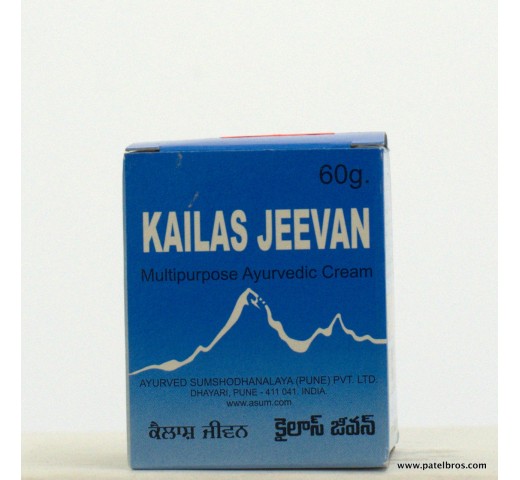 60g.
KAILAS JEEVAN
Multipurpose Ayurvedic Cream
AYURVED SUMSHODHANALAYA (PUNE) PVT. LTD.
DHAYARI, PUNE - 411 041. INDIA.
www.asum.com
ਕੈਲਾਸ਼ ਜੀਵਨ కైలాస్ జీవన్
www.patelbros.com